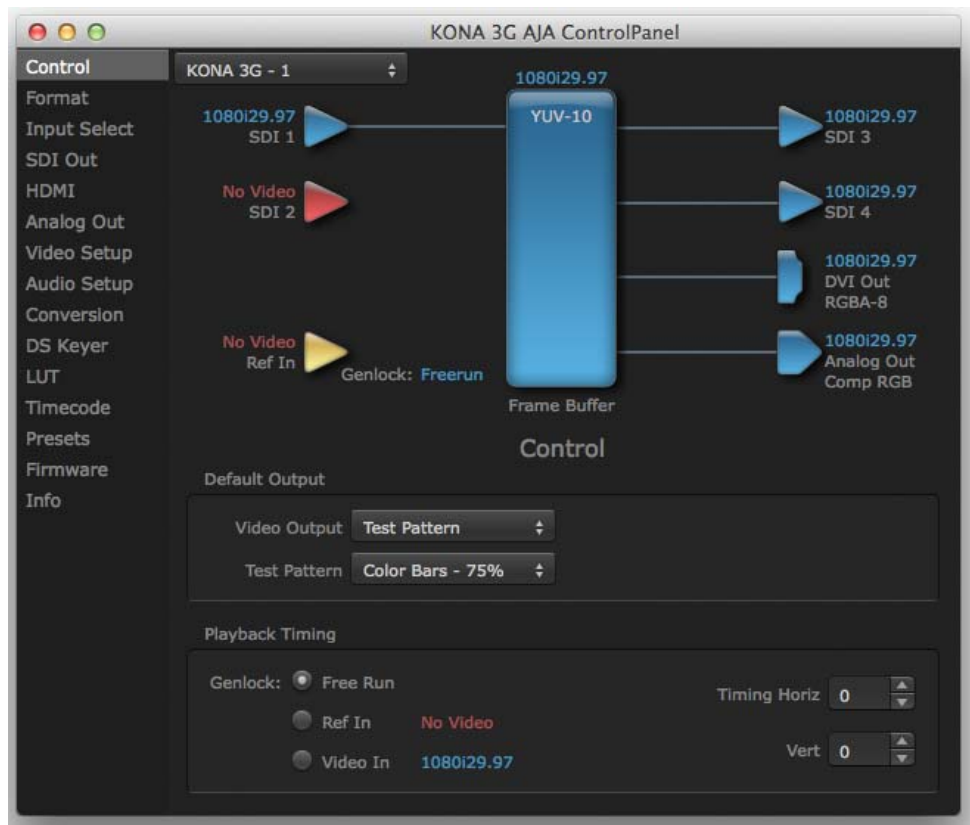 KONA 3G AJA ControlPanel
Control
Format
Input Select
SDI Out
HDMI
Analog Out
Video Setup
Audio Setup
Conversion
DS Keyer
LUT
Timecode
Presets
Firmware
Info
KONA 3G - 1
1080i29.97
SDI 1
No Video
SDI 2
No Video
Ref In
Genlock: Freerun
1080i29.97
YUV-10
Frame Buffer
1080i29.97
SDI 3
1080i29.97
SDI 4
1080i29.97
DVI Out
RGBA-8
1080i29.97
Analog Out
Comp RGB
Control
Default Output
Video Output Test Pattern
Test Pattern Color Bars - 75%
Playback Timing
Genlock: Free Run
Ref In No Video
Video In 1080i29.97
Timing Horiz 0
Vert 0